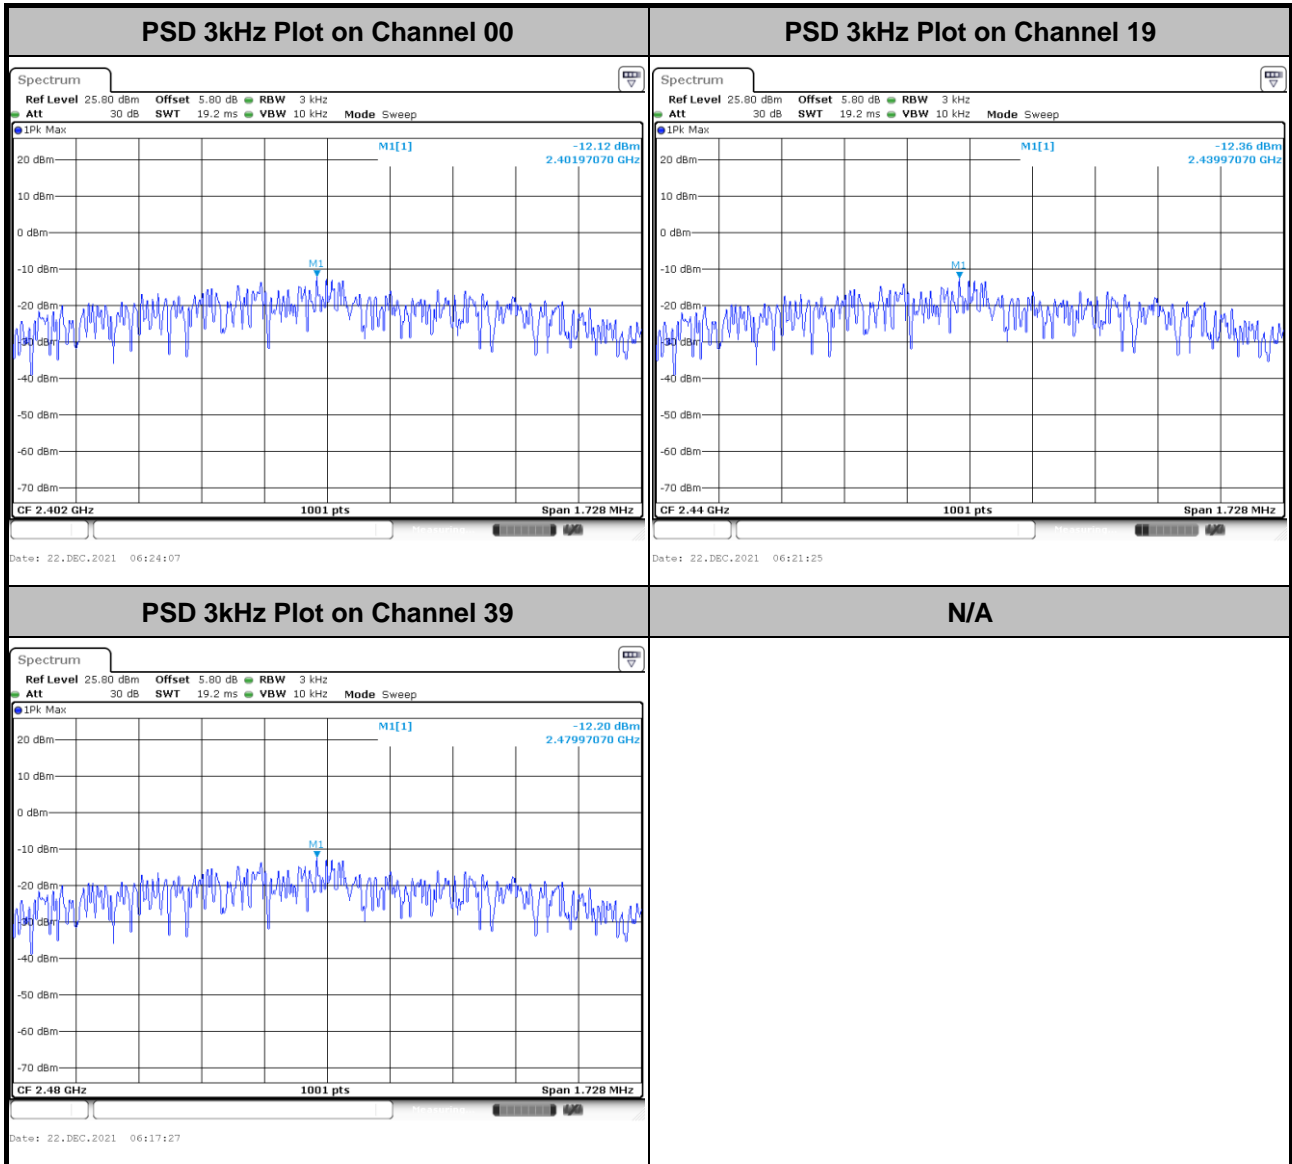 PSD 3kHz Plot on Channel 00
Spectrum
Ref Level 25.80 dBm Offset 5.80 dB RBW 3 kHz
Att 30 dB SWT 19.2 ms VBW 10 kHz Mode Sweep
1Pk Max
M1[1] -12.12 dBm
2.40197070 GHz
20 dBm
10 dBm
0 dBm
M1
-10 dBm
-20 dBm
-30 dBm
-40 dBm
-50 dBm
-60 dBm
-70 dBm
CF 2.402 GHz 1001 pts Span 1.728 MHz
Measuring
Date: 22.DEC.2021 06:24:07
PSD 3kHz Plot on Channel 19
Spectrum
Ref Level 25.80 dBm Offset 5.80 dB RBW 3 kHz
Att 30 dB SWT 19.2 ms VBW 10 kHz Mode Sweep
1Pk Max
M1[1] -12.36 dBm
2.43997070 GHz
20 dBm
10 dBm
0 dBm
M1
-10 dBm
-20 dBm
-30 dBm
-40 dBm
-50 dBm
-60 dBm
-70 dBm
CF 2.44 GHz 1001 pts Span 1.728 MHz
Measuring
Date: 22.DEC.2021 06:21:25
PSD 3kHz Plot on Channel 39
Spectrum
Ref Level 25.80 dBm Offset 5.80 dB RBW 3 kHz
Att 30 dB SWT 19.2 ms VBW 10 kHz Mode Sweep
1Pk Max
M1[1] -12.20 dBm
2.47997070 GHz
20 dBm
10 dBm
0 dBm
M1
-10 dBm
-20 dBm
-30 dBm
-40 dBm
-50 dBm
-60 dBm
-70 dBm
CF 2.48 GHz 1001 pts Span 1.728 MHz
Measuring
Date: 22.DEC.2021 06:17:27
N/A